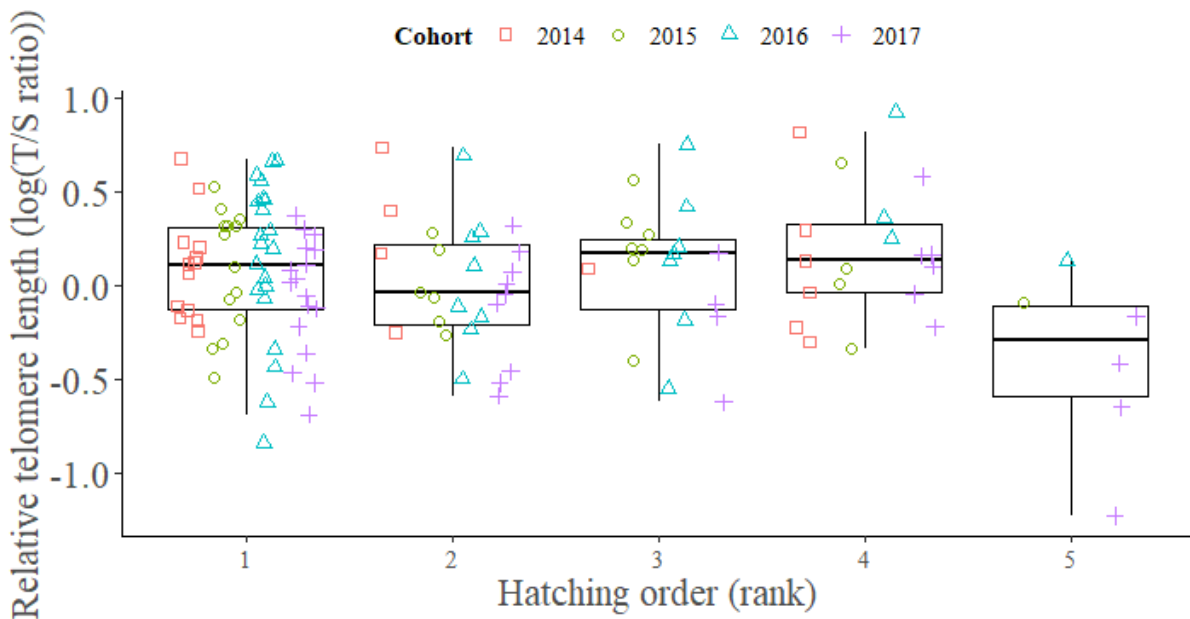 Cohort 2014 2015 2016 2017
Relative telomere length (log(T/S ratio))
1.0
0.5
0.0
-0.5
-1.0
1 2 3 4 5
Hatching order (rank)